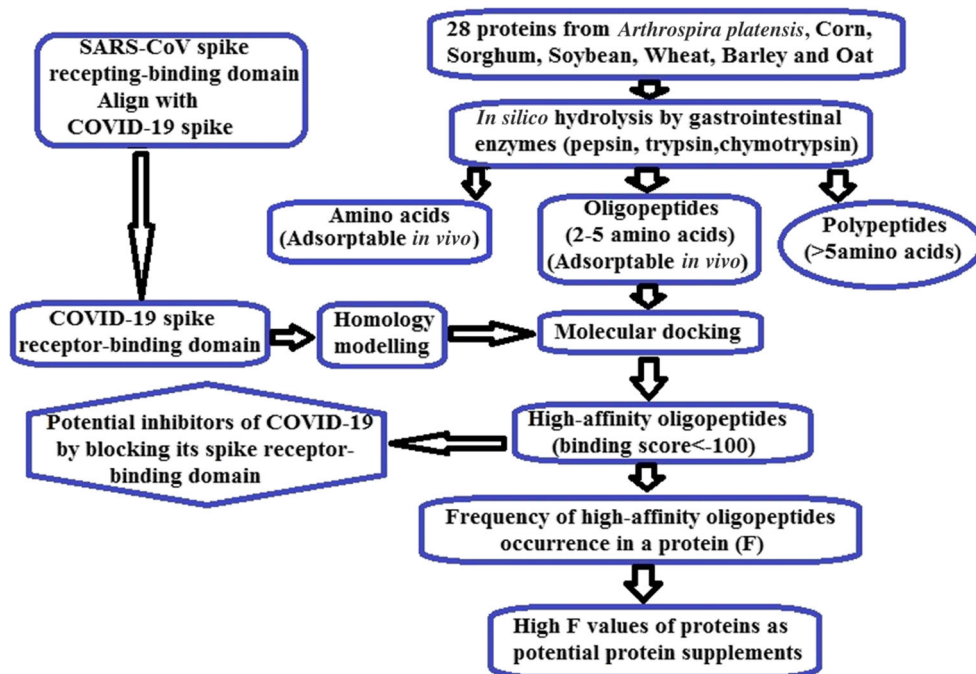 SARS-CoV spike
recepting-binding domain
Align with
COVID-19 spike
28 proteins from Arthrospira platensis, Corn,
Sorghum, Soybean, Wheat, Barley and Oat
In silico hydrolysis by gastrointestinal
enzymes (pepsin, trypsin,chymotrypsin)
Amino acids
(Adsorptable in vivo)
Oligopeptides
(2-5 amino acids)
(Adsorptable in vivo)
Polypeptides
(>5amino acids)
COVID-19 spike
receptor-binding domain
Homology
modelling
Molecular docking
Potential inhibitors of COVID-19
by blocking its spike receptor-
binding domain
High-affinity oligopeptides
(binding score<-100)
Frequency of high-affinity oligopeptides
occurrence in a protein (F)
High F values of proteins as
potential protein supplements